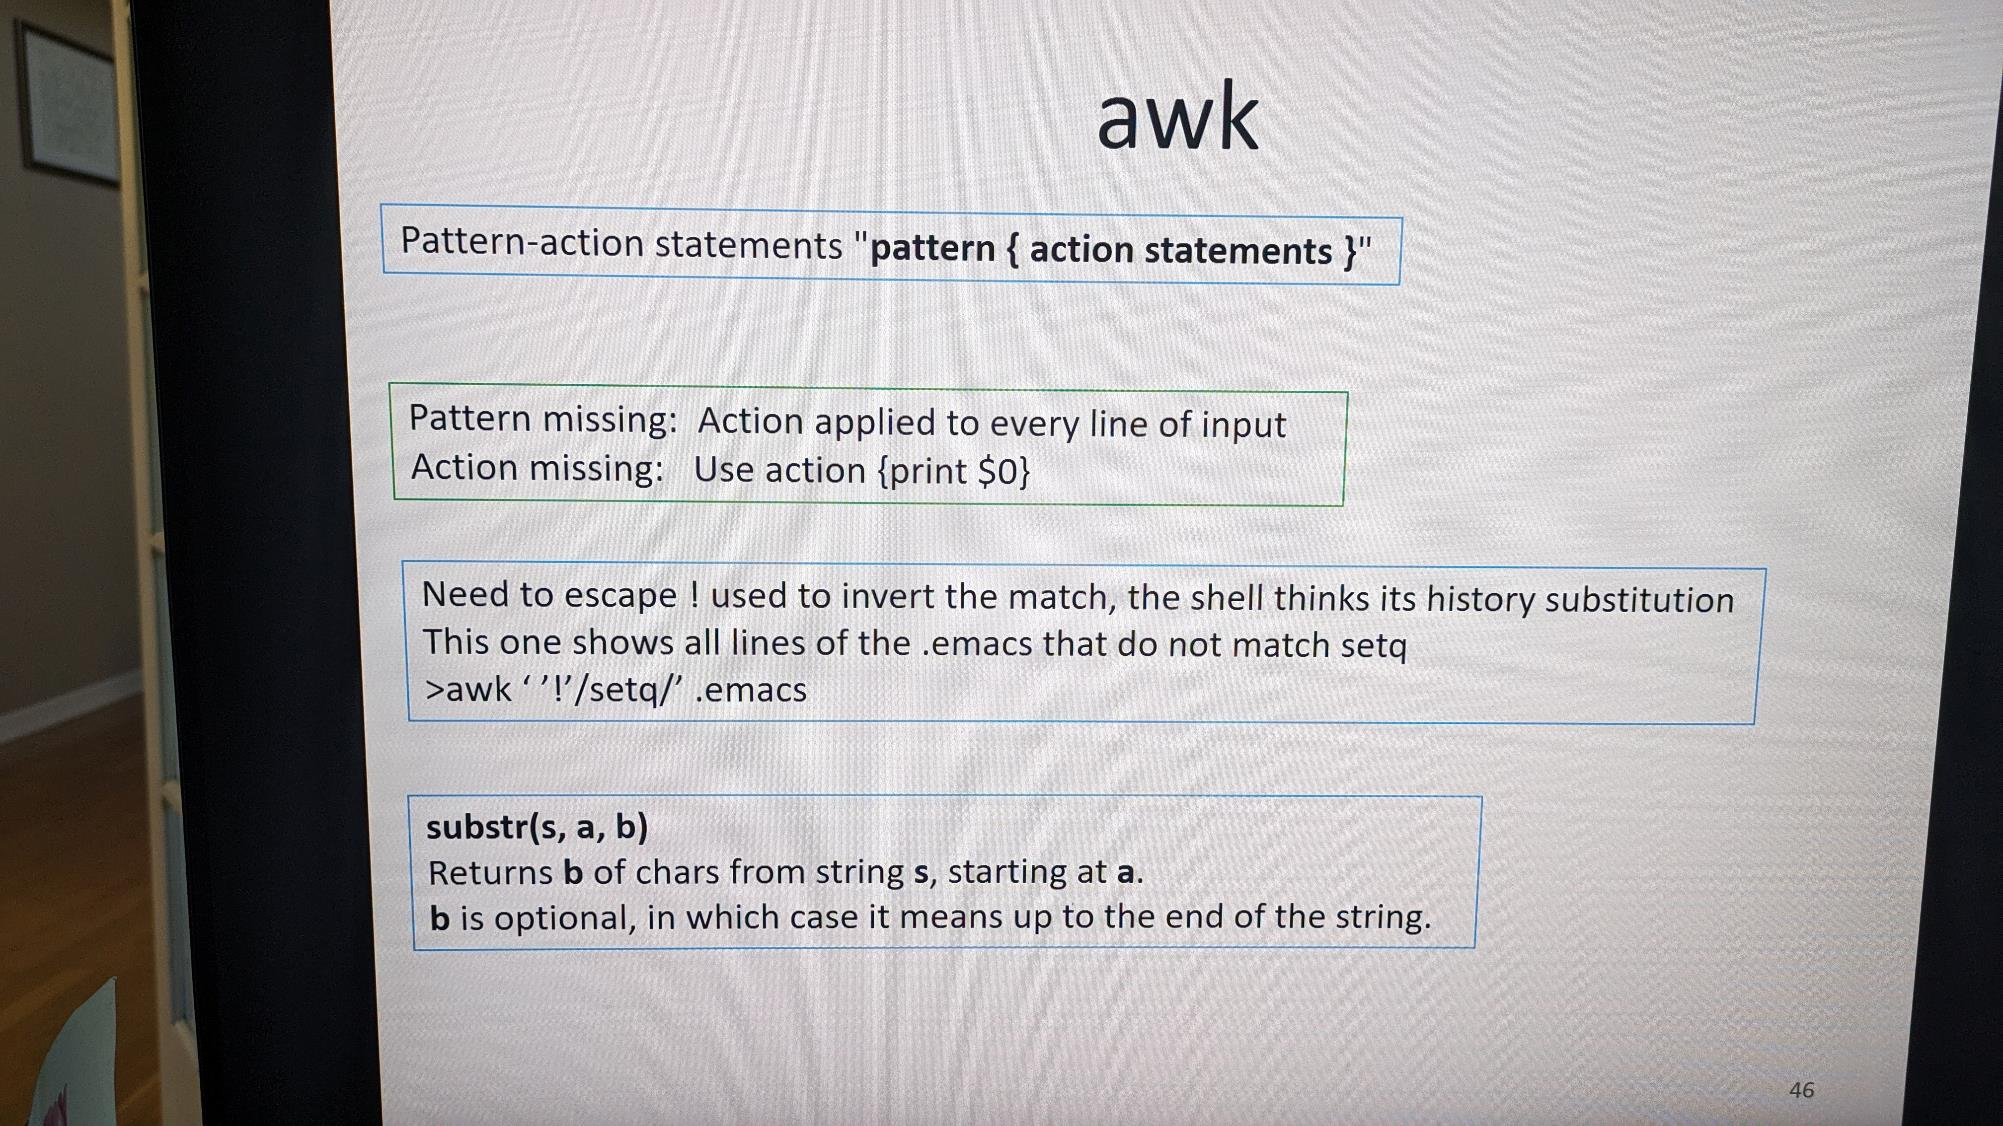 awk
Pattern-action statements "pattern { action statements }"
Pattern missing:  Action applied to every line of input
Action missing:   Use action {print $0}
Need to escape ! used to invert the match, the shell thinks its history substitution
This one shows all lines of the .emacs that do not match setq
>awk ‘ ’!’/setq/’ .emacs
substr(s, a, b)
Returns b of chars from string s, starting at a.
b is optional, in which case it means up to the end of the string.
46